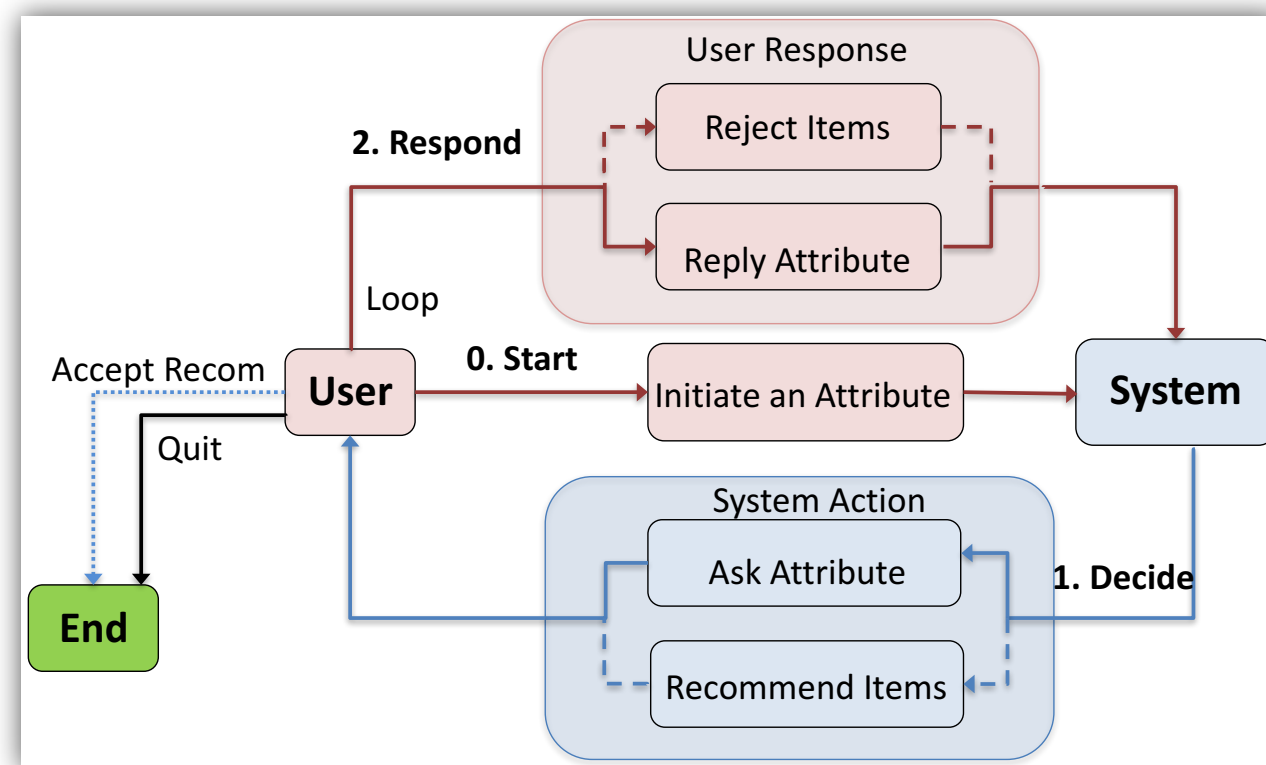 User Response
Reject Items
2. Respond
Reply Attribute
Loop
0. Start
Accept Recom
User
Initiate an Attribute
System
Quit
System Action
Ask Attribute
1. Decide
End
Recommend Items